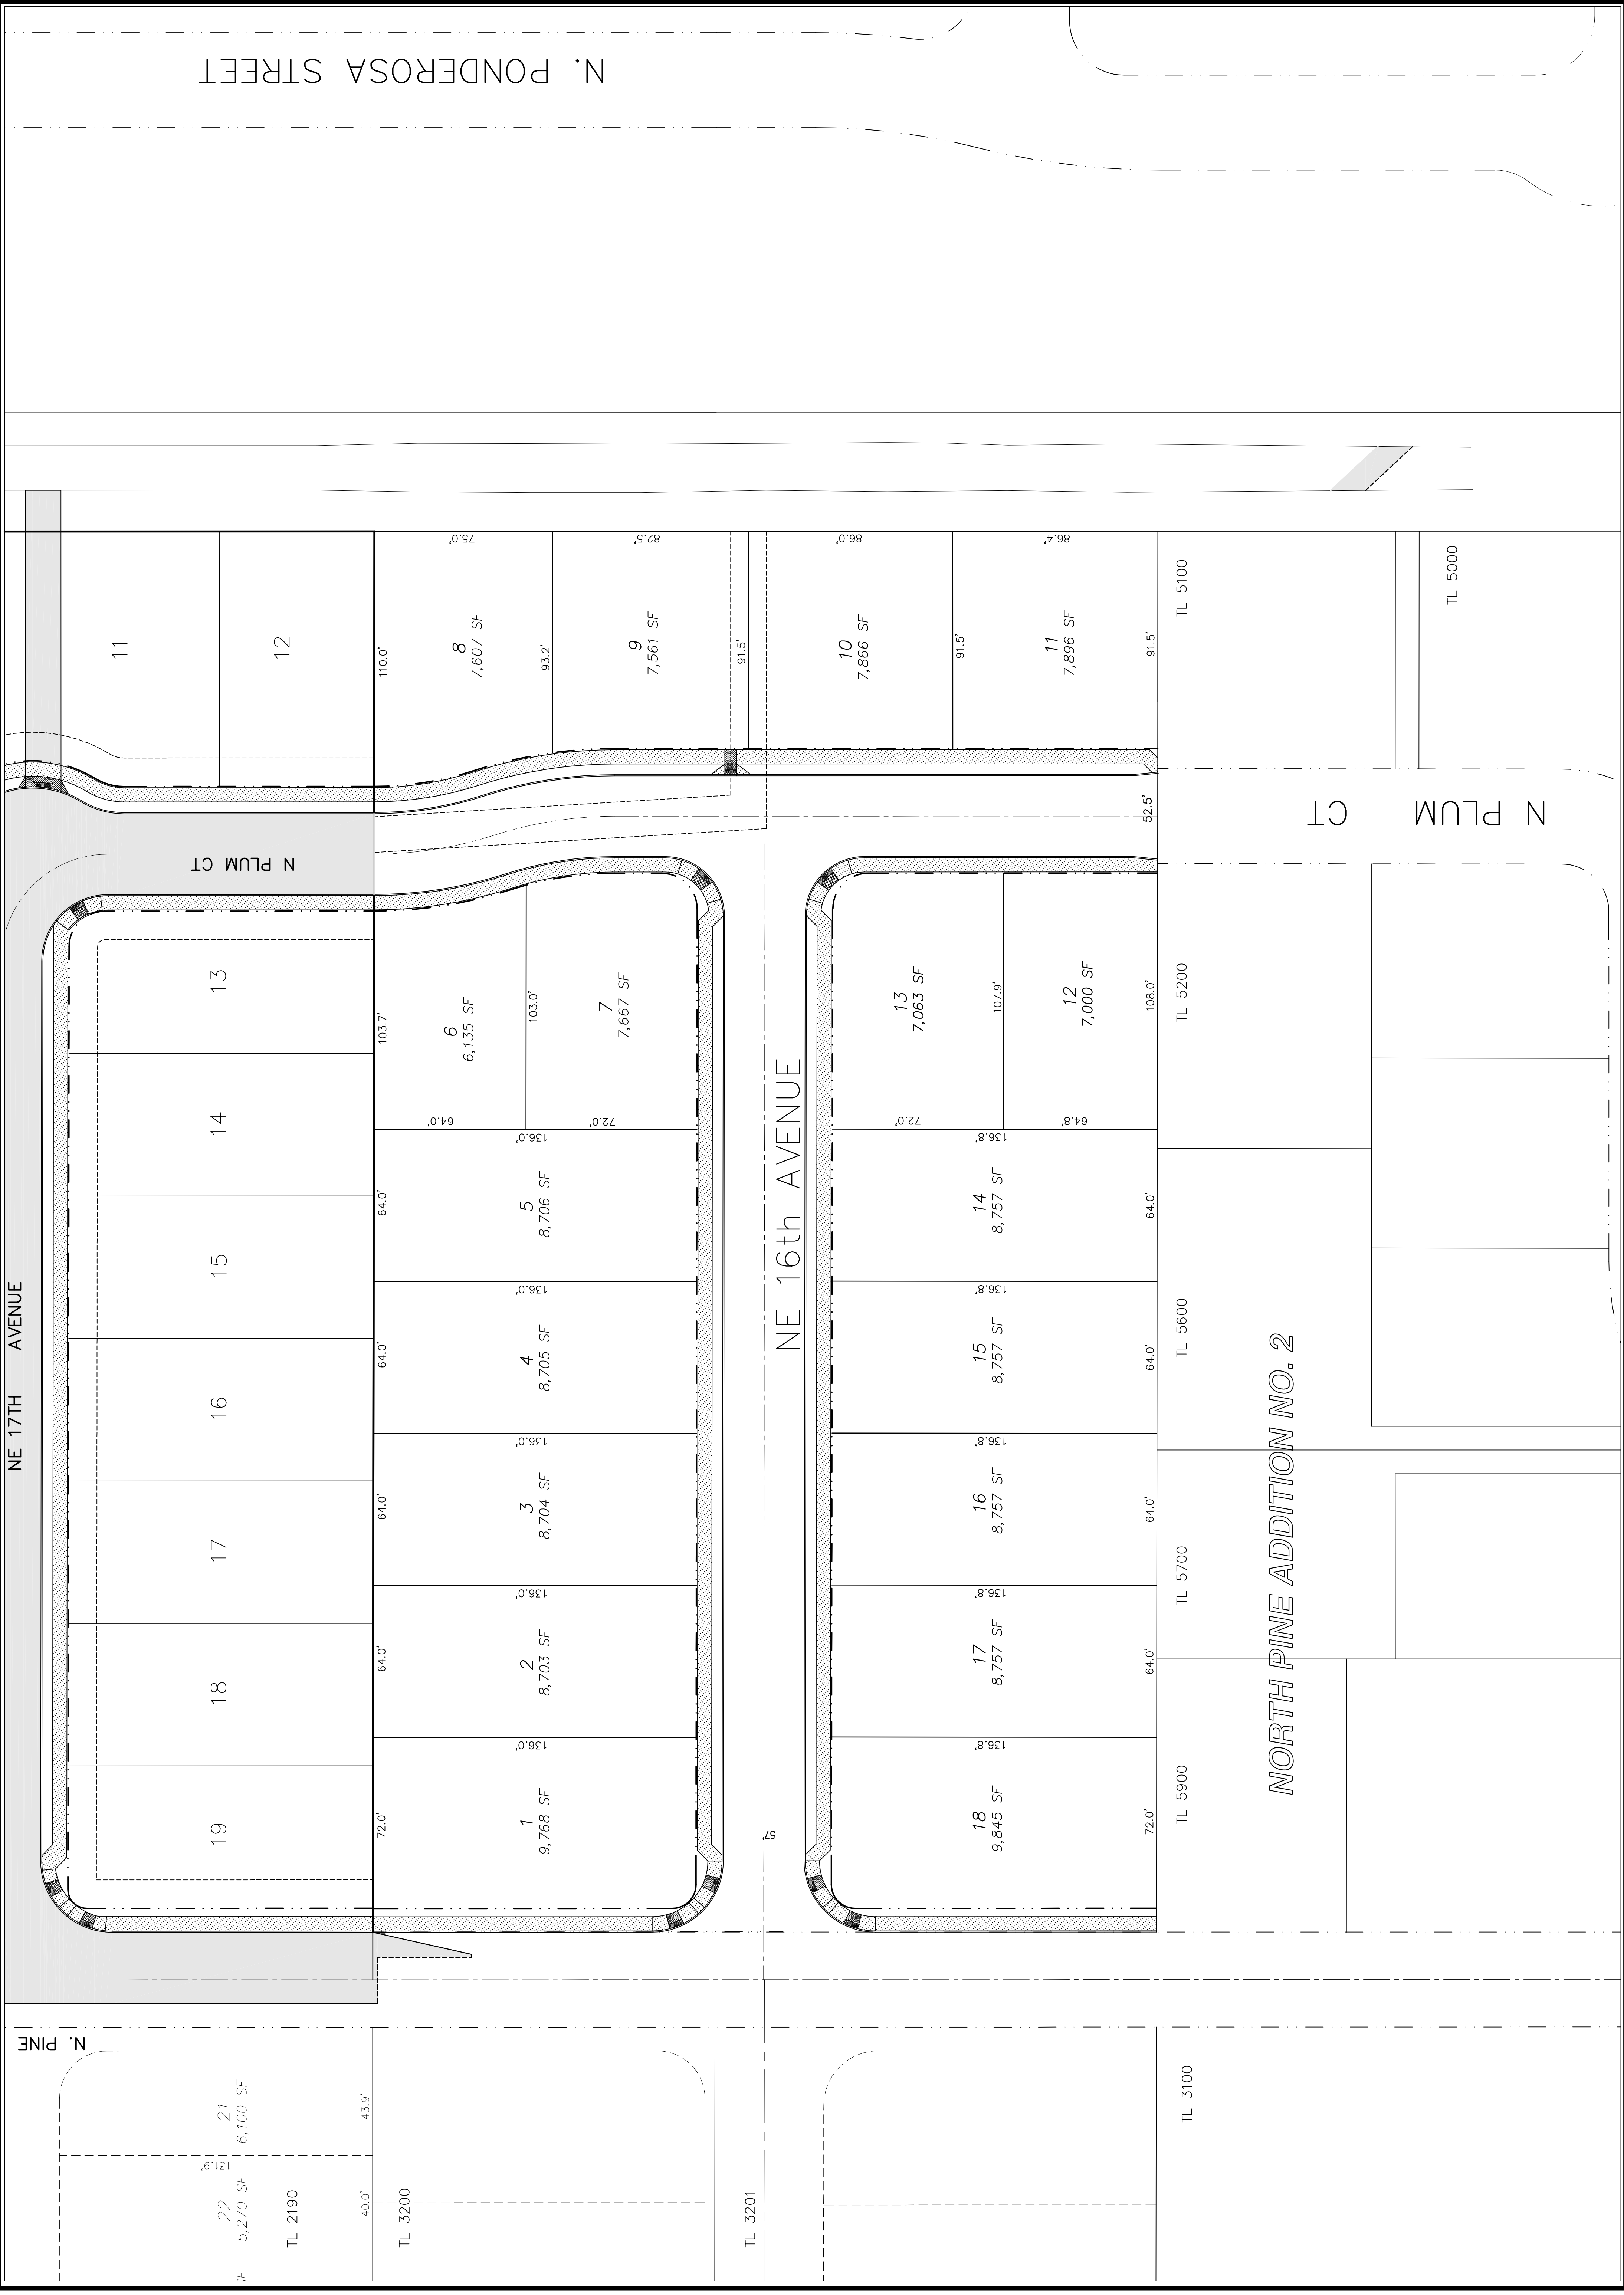 N. PONDEROSA STREET
11
12
110.0'
8
7,607 SF
75.0'
93.2'
9
7,561 SF
82.5'
91.5'
10
7,866 SF
86.0'
91.5'
11
7,896 SF
86.4'
91.5'
TL 5100
TL 5000
N PLUM CT
52.5'
N PLUM CT
NE 17TH AVENUE
13
14
15
16
17
18
19
103.7'
6
6,135 SF
103.0'
64.0'
7
7,667 SF
72.0'
136.0'
64.0'
5
8,706 SF
136.0'
64.0'
4
8,705 SF
136.0'
64.0'
3
8,704 SF
136.0'
64.0'
2
8,703 SF
136.0'
72.0'
1
9,768 SF
NE 16th AVENUE
57'
13
7,063 SF
107.9'
72.0'
12
7,000 SF
108.0'
64.8'
136.8'
14
8,757 SF
64.0'
136.8'
15
8,757 SF
64.0'
136.8'
16
8,757 SF
64.0'
136.8'
17
8,757 SF
64.0'
136.8'
18
9,845 SF
72.0'
TL 5200
TL 5600
TL 5700
TL 5900
NORTH PINE ADDITION NO. 2
N. PINE
21
6,100 SF
43.9'
131.9'
22
5,270 SF
40.0'
TL 2190
TL 3200
TL 3201
TL 3100